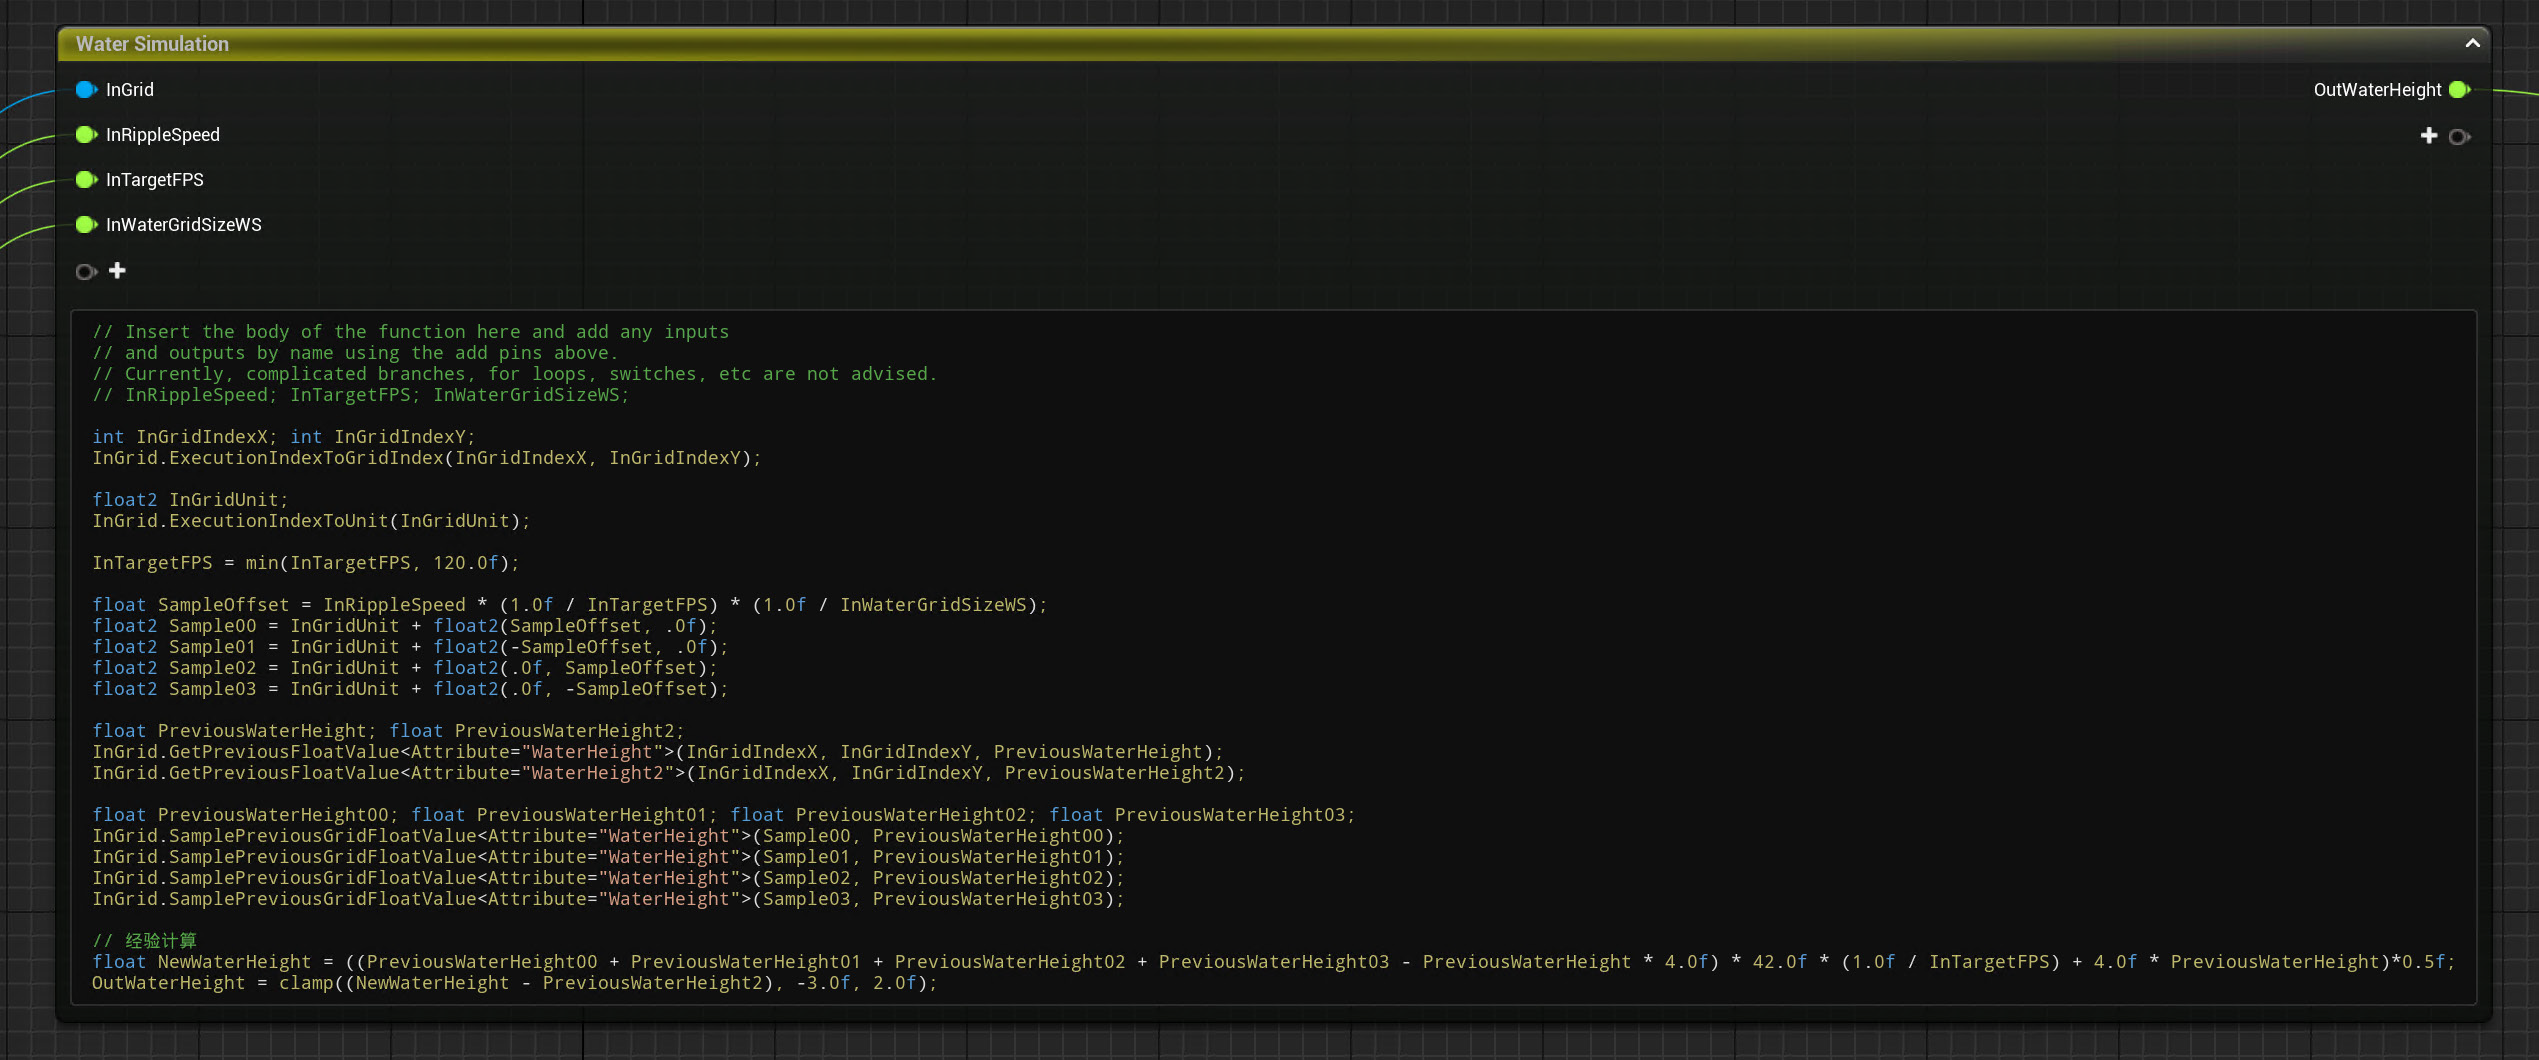 Water Simulation
InGrid
OutWaterHeight
InRippleSpeed
InTargetFPS
InWaterGridSizeWS
// Insert the body of the function here and add any inputs
// and outputs by name using the add pins above.
// Currently, complicated branches, for loops, switches, etc are not advised.
// InRippleSpeed; InTargetFPS; InWaterGridSizeWS;
int InGridIndexX; int InGridIndexY;
InGrid.ExecutionIndexToGridIndex(InGridIndexX, InGridIndexY);
float2 InGridUnit;
InGrid.ExecutionIndexToUnit(InGridUnit);
InTargetFPS = min(InTargetFPS, 120.0f);
float SampleOffset = InRippleSpeed * (1.0f / InTargetFPS) * (1.0f / InWaterGridSizeWS);
float2 Sample00 = InGridUnit + float2(SampleOffset, .0f);
float2 Sample01 = InGridUnit + float2(-SampleOffset, .0f);
float2 Sample02 = InGridUnit + float2(.0f, SampleOffset);
float2 Sample03 = InGridUnit + float2(.0f, -SampleOffset);
float PreviousWaterHeight; float PreviousWaterHeight2;
InGrid.GetPreviousFloatValue<Attribute="WaterHeight">(InGridIndexX, InGridIndexY, PreviousWaterHeight);
InGrid.GetPreviousFloatValue<Attribute="WaterHeight2">(InGridIndexX, InGridIndexY, PreviousWaterHeight2);
float PreviousWaterHeight00; float PreviousWaterHeight01; float PreviousWaterHeight02; float PreviousWaterHeight03;
InGrid.SamplePreviousGridFloatValue<Attribute="WaterHeight">(Sample00, PreviousWaterHeight00);
InGrid.SamplePreviousGridFloatValue<Attribute="WaterHeight">(Sample01, PreviousWaterHeight01);
InGrid.SamplePreviousGridFloatValue<Attribute="WaterHeight">(Sample02, PreviousWaterHeight02);
InGrid.SamplePreviousGridFloatValue<Attribute="WaterHeight">(Sample03, PreviousWaterHeight03);
// 经验计算
float NewWaterHeight = ((PreviousWaterHeight00 + PreviousWaterHeight01 + PreviousWaterHeight02 + PreviousWaterHeight03 - PreviousWaterHeight * 4.0f) * 42.0f * (1.0f / InTargetFPS) + 4.0f * PreviousWaterHeight)*0.5f;
OutWaterHeight = clamp((NewWaterHeight - PreviousWaterHeight2), -3.0f, 2.0f);